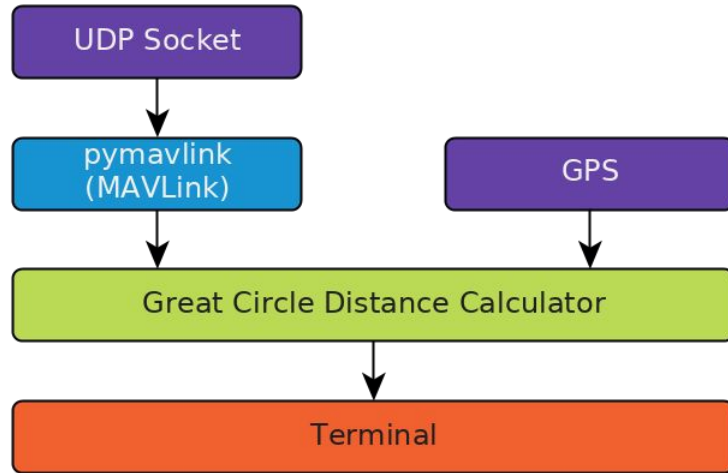 UDP Socket
pymavlink
(MAVLink)
GPS
Great Circle Distance Calculator
Terminal